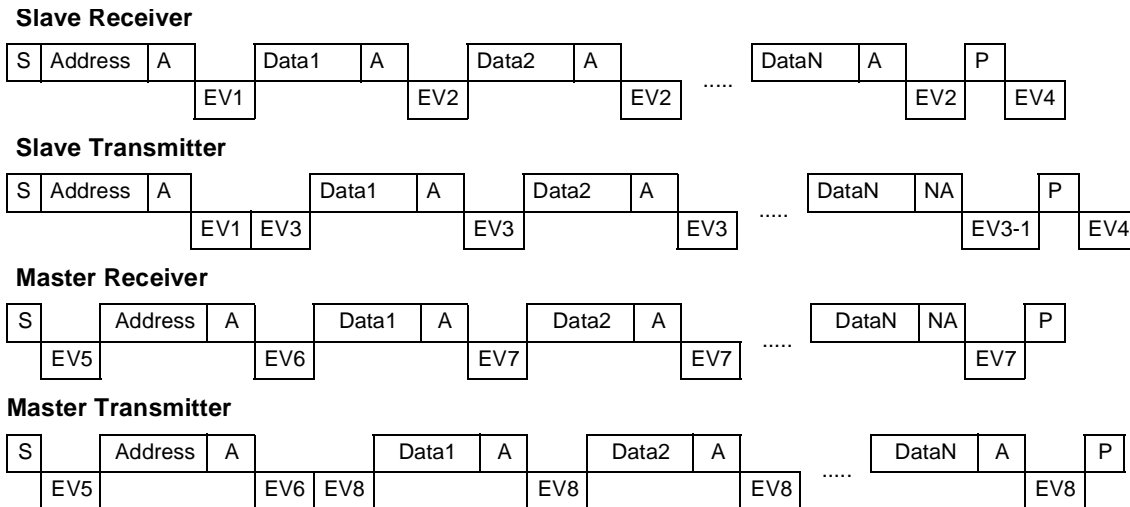 Slave Receiver
S Address A Data1 A Data2 A DataN A P
EV1 EV2 EV2 ..... EV2 EV4
Slave Transmitter
S Address A Data1 A Data2 A DataN NA P
EV1 EV3 EV3 EV3 ..... EV3-1 EV4
Master Receiver
S Address A Data1 A Data2 A DataN NA P
EV5 EV6 EV7 EV7 ..... EV7
Master Transmitter
S Address A Data1 A Data2 A DataN A P
EV5 EV6 EV8 EV8 EV8 ..... EV8